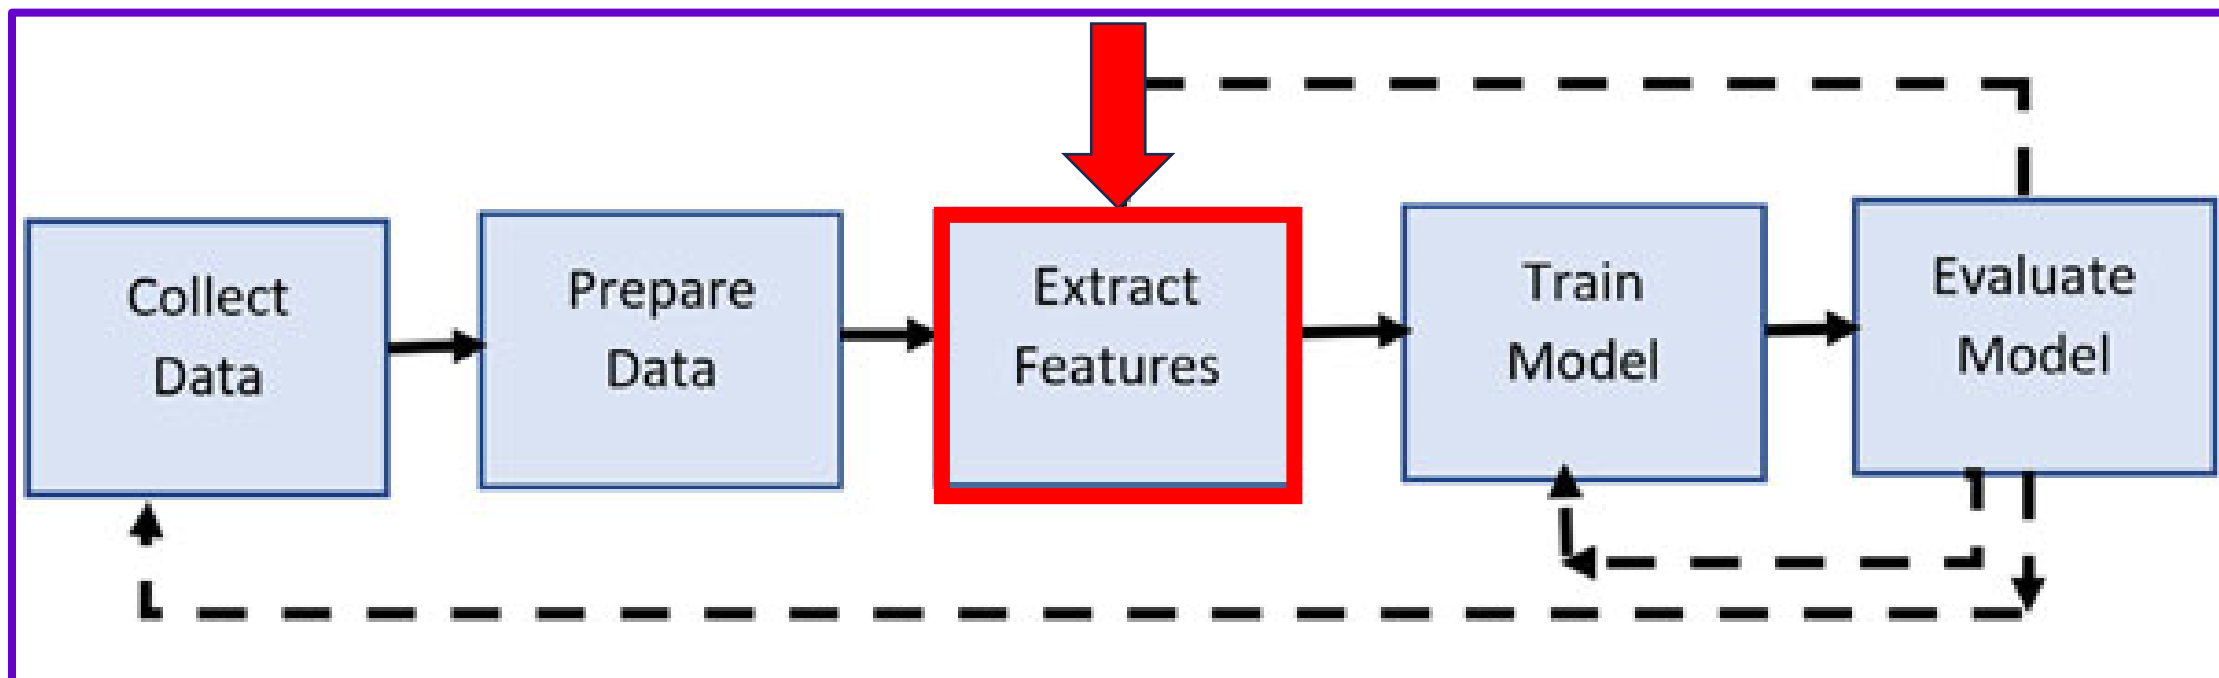 Collect
Data
Prepare
Data
Extract
Features
Train
Model
Evaluate
Model